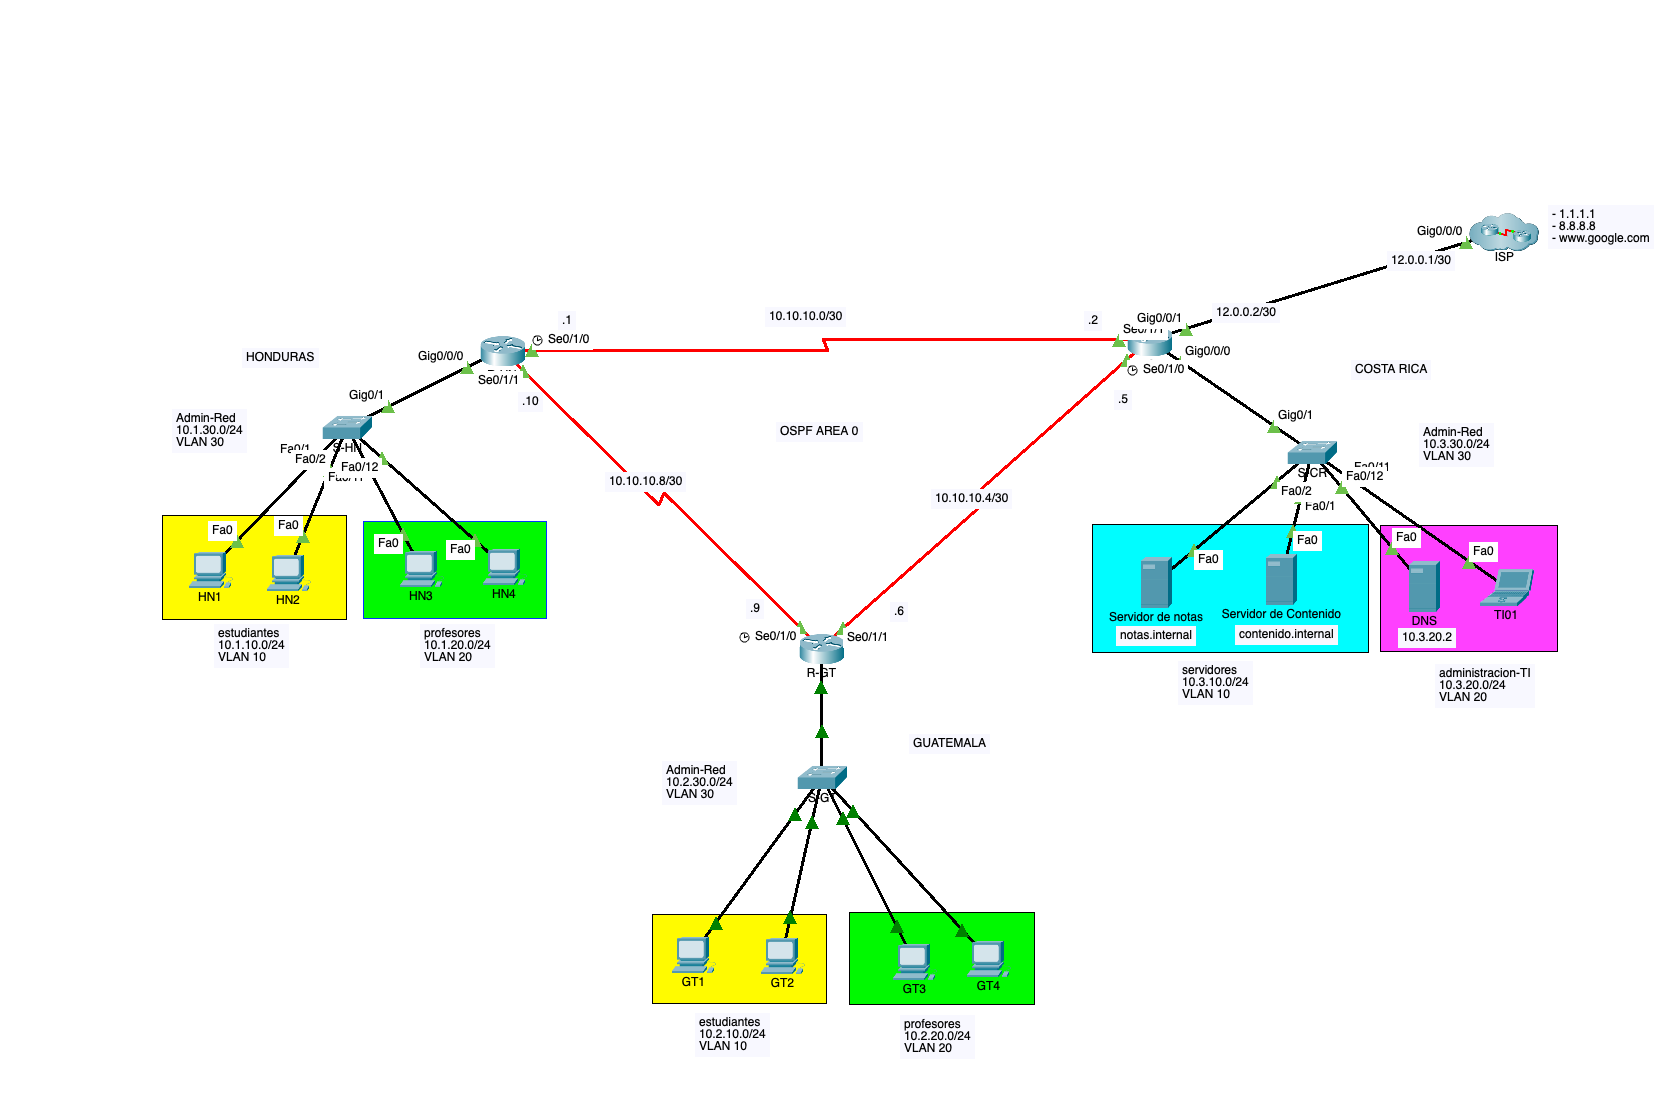 - 1.1.1.1
- 8.8.8.8
- www.google.com
Gig0/0/0
ISP
12.0.0.1/30
12.0.0.2/30
Gig0/0/1
Se0/1/1
10.10.10.0/30
.1
.2
Se0/1/0
Gig0/0/0
Se0/1/1
.10
HONDURAS
Gig0/0/0
Se0/1/0
.5
COSTA RICA
Gig0/1
Admin-Red
10.1.30.0/24
VLAN 30
S-HN
Fa0/1
Fa0/2
Fa0/12
Fa0/11
OSPF AREA 0
Gig0/1
Admin-Red
10.3.30.0/24
VLAN 30
S-CR
Fa0/11
Fa0/12
Fa0/2
Fa0/1
10.10.10.8/30
10.10.10.4/30
Fa0
Fa0
Fa0
Fa0
HN1
HN2
HN3
HN4
estudiantes
10.1.10.0/24
VLAN 10
profesores
10.1.20.0/24
VLAN 20
Fa0
Fa0
Fa0
Fa0
Servidor de notas
notas.internal
Servidor de Contenido
contenido.internal
DNS
10.3.20.2
TI01
servidores
10.3.10.0/24
VLAN 10
administracion-TI
10.3.20.0/24
VLAN 20
.9
.6
Se0/1/0
Se0/1/1
R-GT
GUATEMALA
Admin-Red
10.2.30.0/24
VLAN 30
S-GT
GT1
GT2
GT3
GT4
estudiantes
10.2.10.0/24
VLAN 10
profesores
10.2.20.0/24
VLAN 20